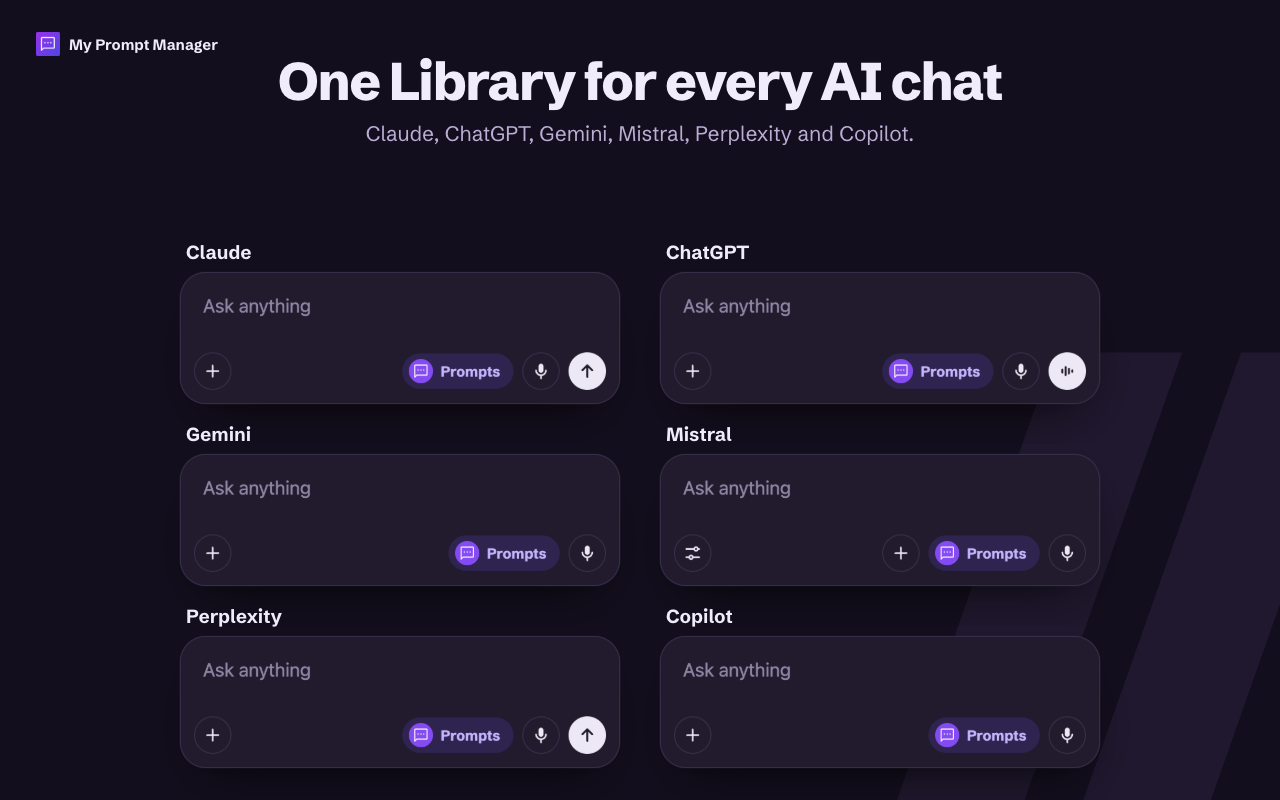 My Prompt Manager
One Library for every AI chat
Claude, ChatGPT, Gemini, Mistral, Perplexity and Copilot.
Claude
Ask anything
Prompts
ChatGPT
Ask anything
Prompts
Gemini
Ask anything
Prompts
Mistral
Ask anything
Prompts
Perplexity
Ask anything
Prompts
Copilot
Ask anything
Prompts